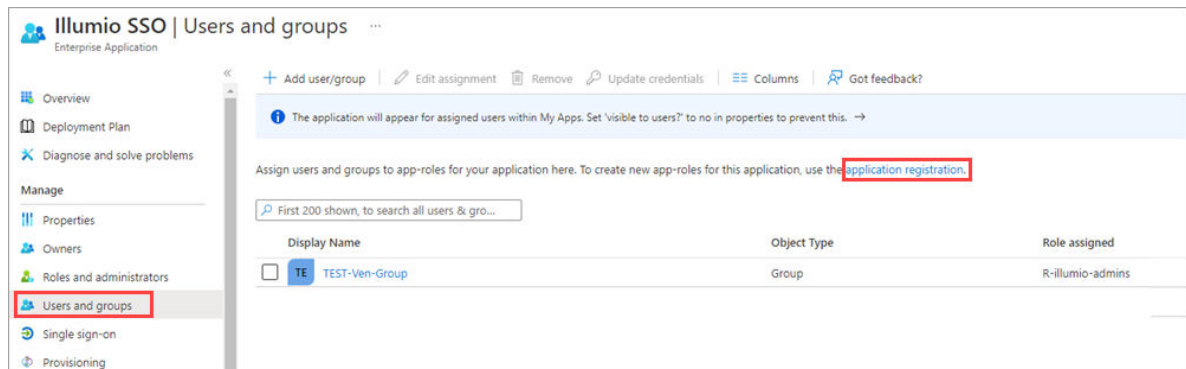 Illumio SSO | Users and groups ...
Enterprise Application
«
Overview
Deployment Plan
Diagnose and solve problems
Manage
Properties
Owners
Roles and administrators
Users and groups
Single sign-on
Provisioning
+ Add user/group | Edit assignment Remove Update credentials | Columns | Got feedback?
The application will appear for assigned users within My Apps. Set 'visible to users?' to no in properties to prevent this. →
Assign users and groups to app-roles for your application here. To create new app-roles for this application, use the application registration.
First 200 shown, to search all users & gro...
Display Name Object Type Role assigned
TE TEST-Ven-Group Group R-illumio-admins